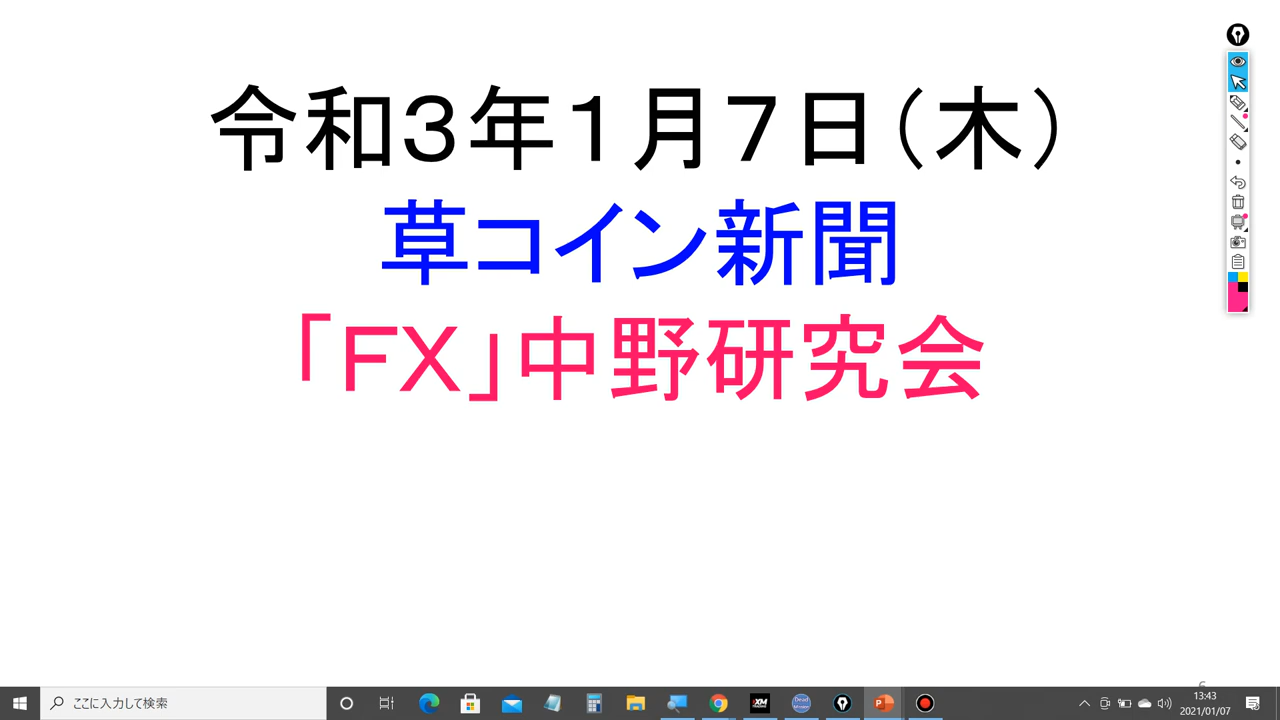 令和３年１月７日（木）
草コイン新聞
「ＦＸ」中野研究会
6
ここに入力して検索
13:43
2021/01/07